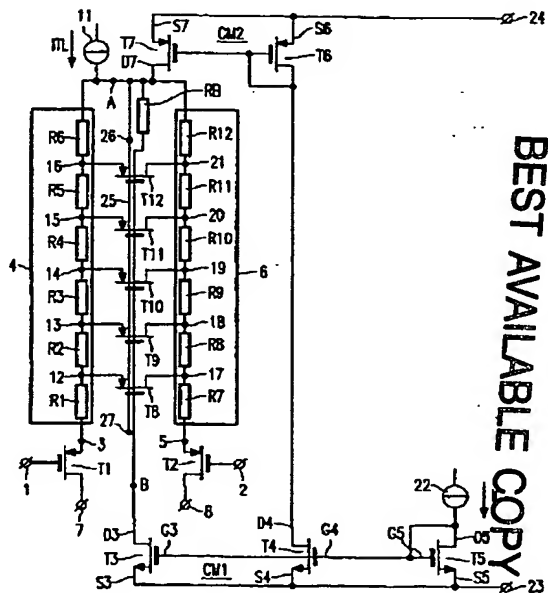 11
ITL
S7
T7
D7
CM2
S6
T6
24
A
RB
26
R6
R12
16
21
R5
25
T12
R11
15
20
R4
T11
R10
4
14
19
6
R3
T10
R9
13
18
R2
T9
R8
12
17
R1
T8
R7
27
3
5
T1
T2
1
2
7
8
B
22
D3
G3
D4
G4
G5
D5
T3
T4
T5
S3
CM1
S4
S5
23
BEST AVAILABLE COPY